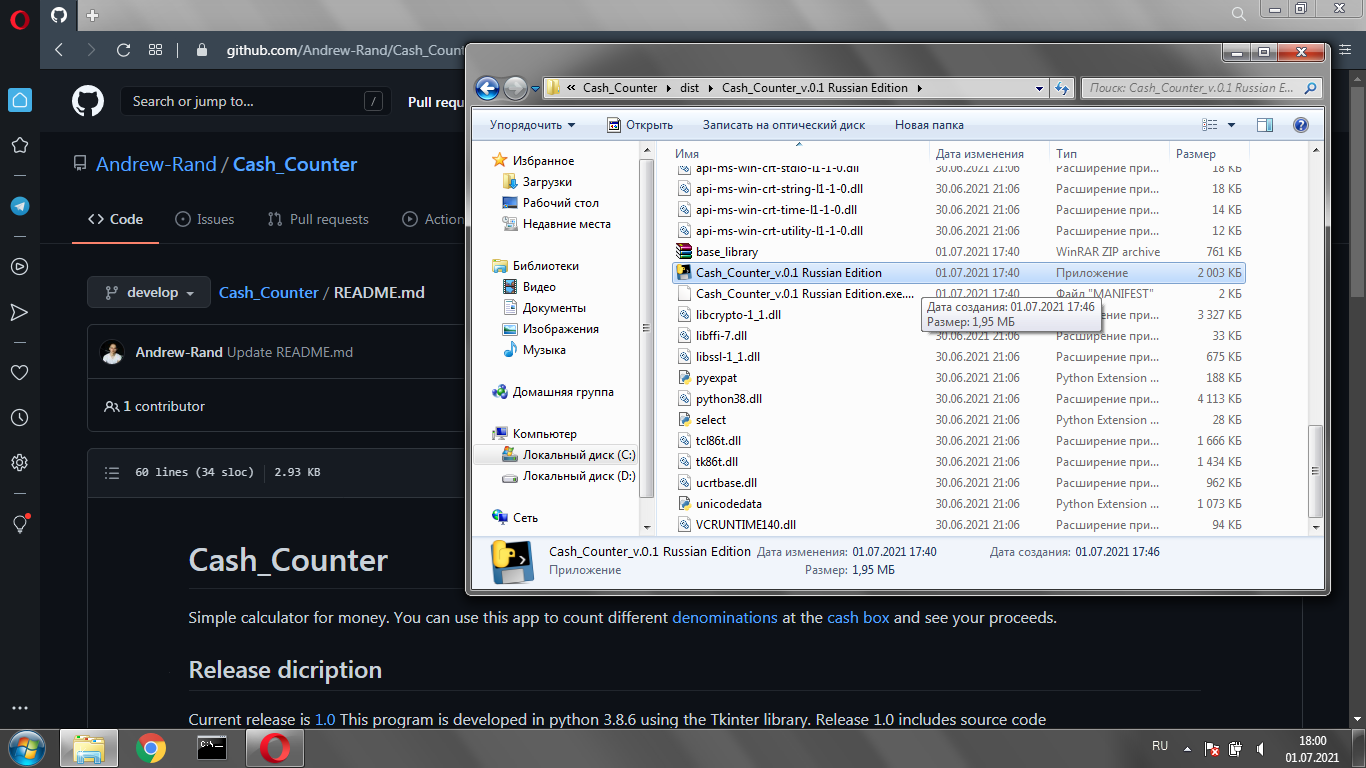 github.com/Andrew-Rand/Cash_Count
Search or jump to...
/
Pull requ
Andrew-Rand / Cash_Counter
Code
Issues
Pull requests
Action
develop
Cash_Counter / README.md
Andrew-Rand Update README.md
1 contributor
60 lines (34 sloc)
2.93 KB
Cash_Counter
Simple calculator for money. You can use this app to count different denominations at the cash box and see your proceeds.
Release dicription
Current release is 1.0 This program is developed in python 3.8.6 using the Tkinter library. Release 1.0 includes source code
« Cash_Counter dist Cash_Counter_v.0.1 Russian Edition
Поиск: Cash_Counter_v.0.1 Russian E...
Упорядочить
Открыть
Записать на оптический диск
Новая папка
Избранное
Загрузки
Рабочий стол
Недавние места
Библиотеки
Видео
Документы
Изображения
Музыка
Домашняя группа
Компьютер
Локальный диск (C:)
Локальный диск (D:)
Сеть
Имя Дата изменения Тип Размер
api-ms-win-crt-stdio-l1-1-0.dll 30.06.2021 21:06 Расширение при... 18 КБ
api-ms-win-crt-string-l1-1-0.dll 30.06.2021 21:06 Расширение при... 18 КБ
api-ms-win-crt-time-l1-1-0.dll 30.06.2021 21:06 Расширение при... 14 КБ
api-ms-win-crt-utility-l1-1-0.dll 30.06.2021 21:06 Расширение при... 12 КБ
base_library 01.07.2021 17:40 WinRAR ZIP archive 761 КБ
Cash_Counter_v.0.1 Russian Edition 01.07.2021 17:40 Приложение 2 003 КБ
Cash_Counter_v.0.1 Russian Edition.exe.... 01.07.2021 17:40 Файл "MANIFEST" 2 КБ
libcrypto-1_1.dll при... 3 327 КБ
libffi-7.dll 30.06.2021 21:06 Расширение при... 33 КБ
libssl-1_1.dll 30.06.2021 21:06 Расширение при... 675 КБ
pyexpat 30.06.2021 21:06 Python Extension ... 188 КБ
python38.dll 30.06.2021 21:06 Расширение при... 4 113 КБ
select 30.06.2021 21:06 Python Extension ... 28 КБ
tcl86t.dll 30.06.2021 21:06 Расширение при... 1 666 КБ
tk86t.dll 30.06.2021 21:06 Расширение при... 1 434 КБ
ucrtbase.dll 30.06.2021 21:06 Расширение при... 962 КБ
unicodedata 30.06.2021 21:06 Python Extension ... 1 073 КБ
VCRUNTIME140.dll 30.06.2021 21:06 Расширение при... 94 КБ
Дата создания: 01.07.2021 17:46
Размер: 1,95 МБ
Cash_Counter_v.0.1 Russian Edition Дата изменения: 01.07.2021 17:40 Дата создания: 01.07.2021 17:46
Приложение Размер: 1,95 МБ
RU
18:00
01.07.2021